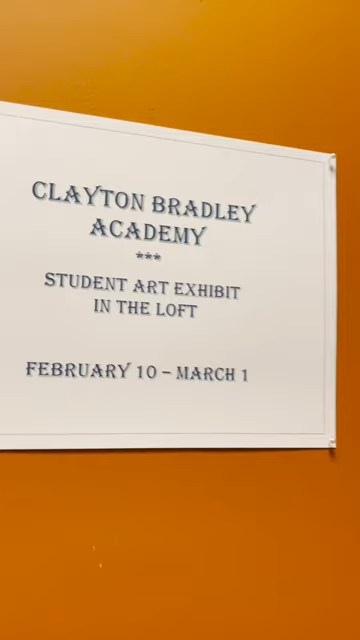 CLAYTON BRADLEY
ACADEMY
***
STUDENT ART EXHIBIT
IN THE LOFT
FEBRUARY 10 – MARCH 1